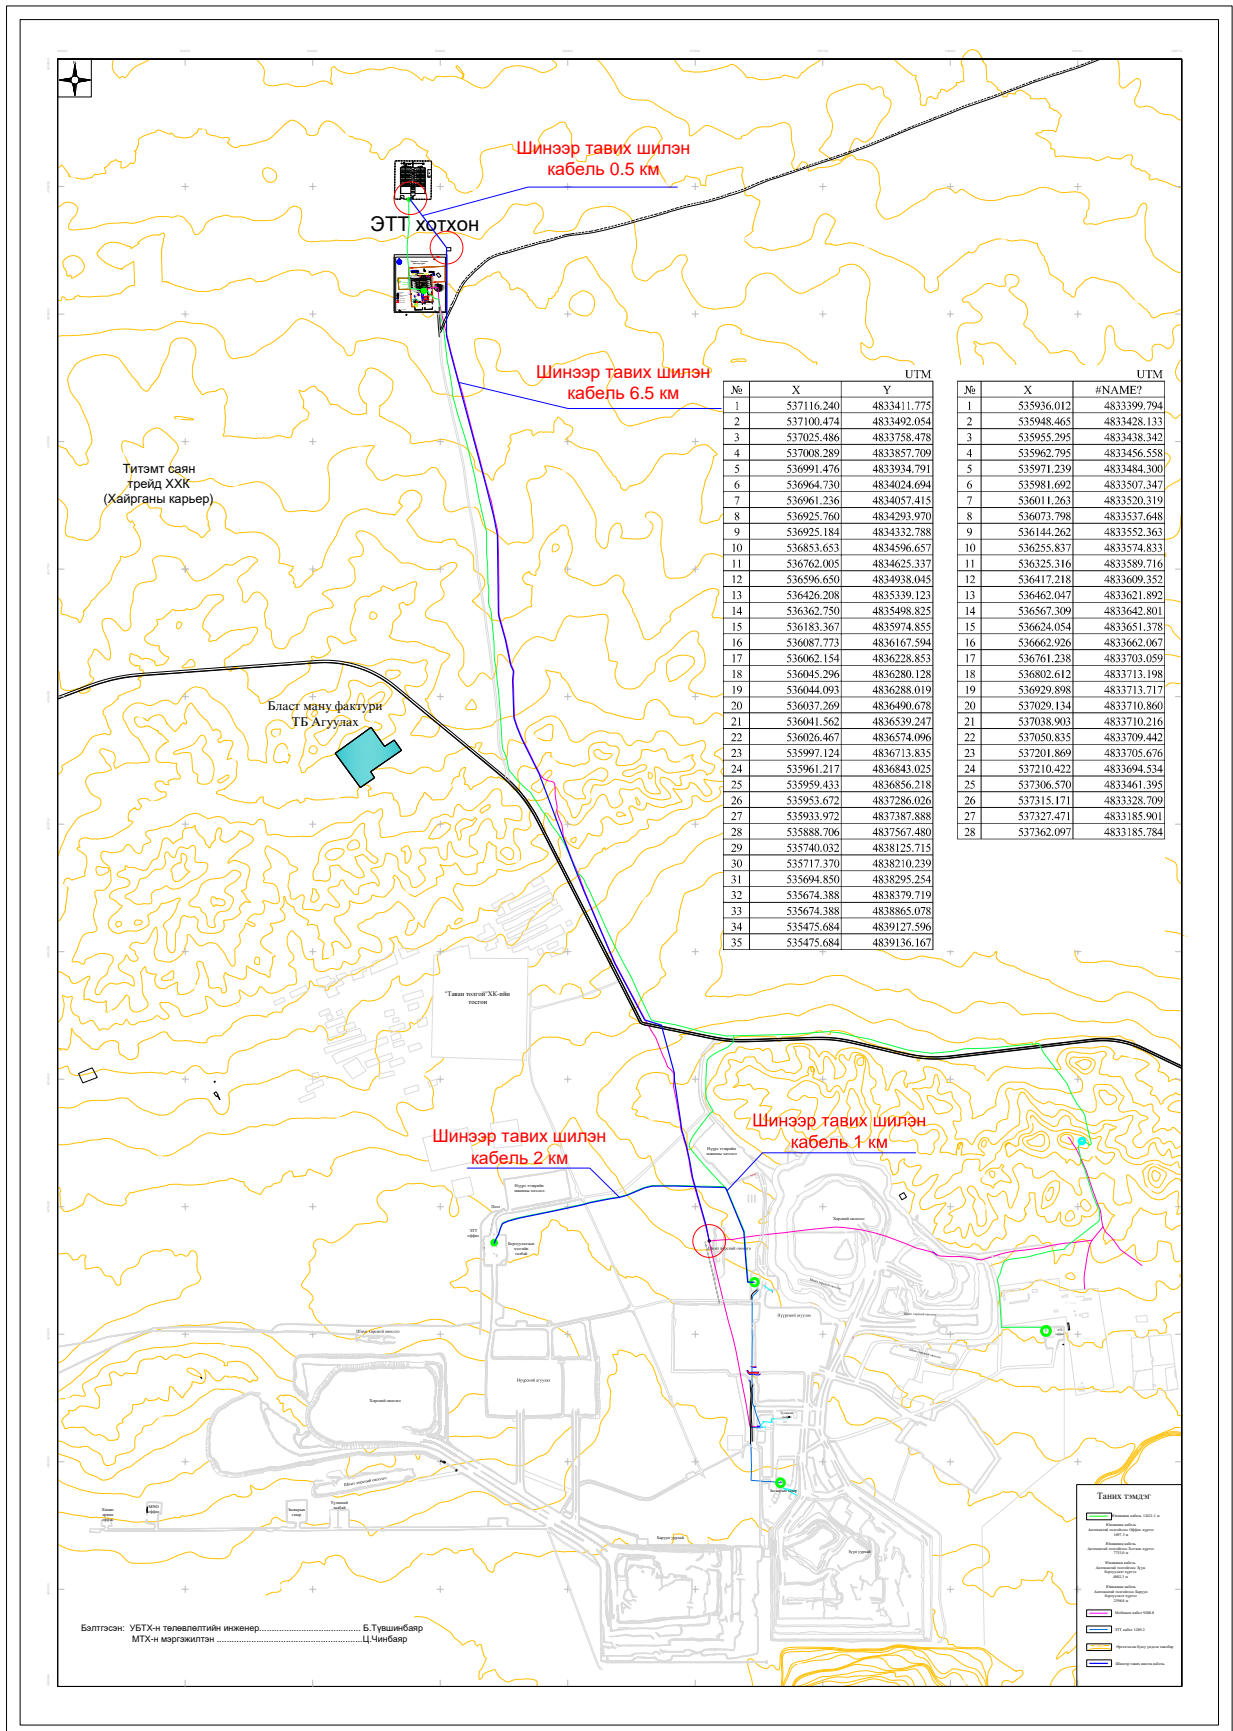 Шинээр тавих шилэн
кабель 0.5 км
ЭТТ хотхон
Шинээр тавих шилэн
кабель 6.5 км
Титэмт саян
трейд ХХК
(Хайрганы карьер)
UTM
№ X Y
1 537116.240 4833411.775
2 537100.474 4833492.054
3 537025.486 4833758.478
4 537008.289 4833857.709
5 536991.476 4833934.791
6 536964.730 4834024.694
7 536961.236 4834057.415
8 536925.760 4834293.970
9 536925.184 4834332.788
10 536853.653 4834596.657
11 536762.005 4834625.337
12 536596.650 4834938.045
13 536426.208 4835339.123
14 536362.750 4835498.825
15 536183.367 4835974.855
16 536087.773 4836167.594
17 536062.154 4836228.853
18 536045.296 4836280.128
19 536044.093 4836288.019
20 536037.269 4836490.678
21 536041.562 4836539.247
22 536026.467 4836574.096
23 535997.124 4836713.835
24 535961.217 4836843.025
25 535959.433 4836856.218
26 535953.672 4837286.026
27 535933.972 4837387.888
28 535888.706 4837567.480
29 535740.032 4838125.715
30 535717.370 4838210.239
31 535694.850 4838295.254
32 535674.388 4838379.719
33 535674.388 4838865.078
34 535475.684 4839127.596
35 535475.684 4839136.167
UTM
№ X #NAME?
1 535936.012 4833399.794
2 535948.465 4833428.133
3 535955.295 4833438.342
4 535962.795 4833456.558
5 535971.239 4833484.300
6 535981.692 4833507.347
7 536011.263 4833520.319
8 536073.798 4833537.648
9 536144.262 4833552.363
10 536255.837 4833574.833
11 536325.316 4833589.716
12 536417.218 4833609.352
13 536462.047 4833621.892
14 536567.309 4833642.801
15 536624.054 4833651.378
16 536662.926 4833662.067
17 536761.238 4833703.059
18 536802.612 4833713.198
19 536929.898 4833713.717
20 537029.134 4833710.860
21 537038.903 4833710.216
22 537050.835 4833709.442
23 537201.869 4833705.676
24 537210.422 4833694.534
25 537306.570 4833461.395
26 537315.171 4833328.709
27 537327.471 4833185.901
28 537362.097 4833185.784
Бласт ману фактури
ТБ Агуулах
"Таван толгой"ХК-ийн
тосгон
Шинээр тавих шилэн
кабель 2 км
Шинээр тавих шилэн
кабель 1 км
Нүүрсний агуулах
Нүүрсний агуулах
Таних тэмдэг
Бэлтгэсэн: УБТХ-н төлөвлөлтийн инженер........................................ Б.Түвшинбаяр
МТХ-н мэргэжилтэн ..........................................................Ц.Чинбаяр